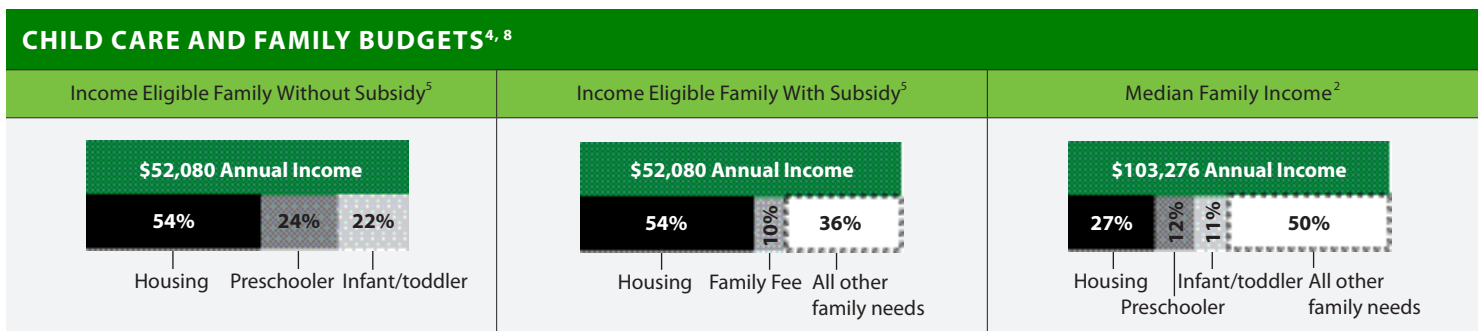 CHILD CARE AND FAMILY BUDGETS4, 8
Income Eligible Family Without Subsidy5
$52,080 Annual Income
54% 24% 22%
Housing Preschooler Infant/toddler
Income Eligible Family With Subsidy5
$52,080 Annual Income
54% 10% 36%
Housing Family Fee All other
family needs
Median Family Income2
$103,276 Annual Income
27% 12% 11% 50%
Housing Infant/toddler All other
Preschooler family needs